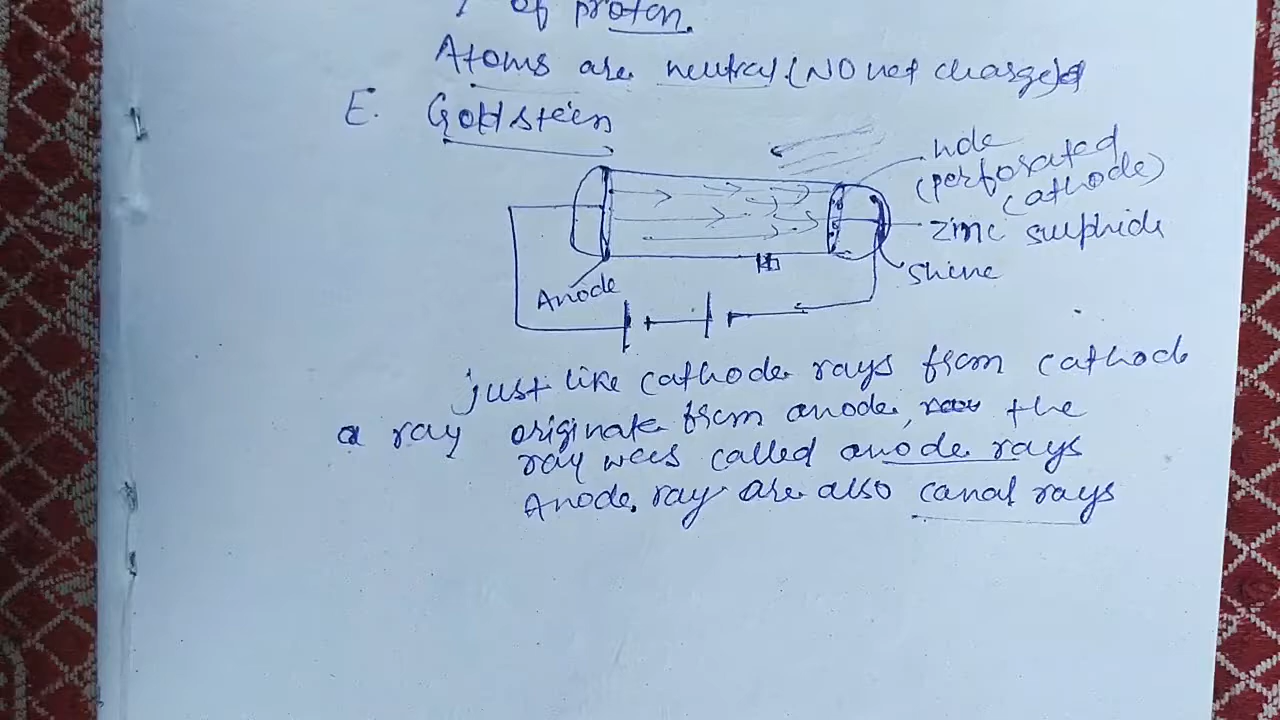 of proton.
Atoms are neutral (NO net charge)
E. Goldstein
hole
(perforated
cathode)
zinc sulphide
shine
Anode
just like cathode rays from cathod
a ray originate from anode, the
ray was called anode rays
Anode ray are also canal rays